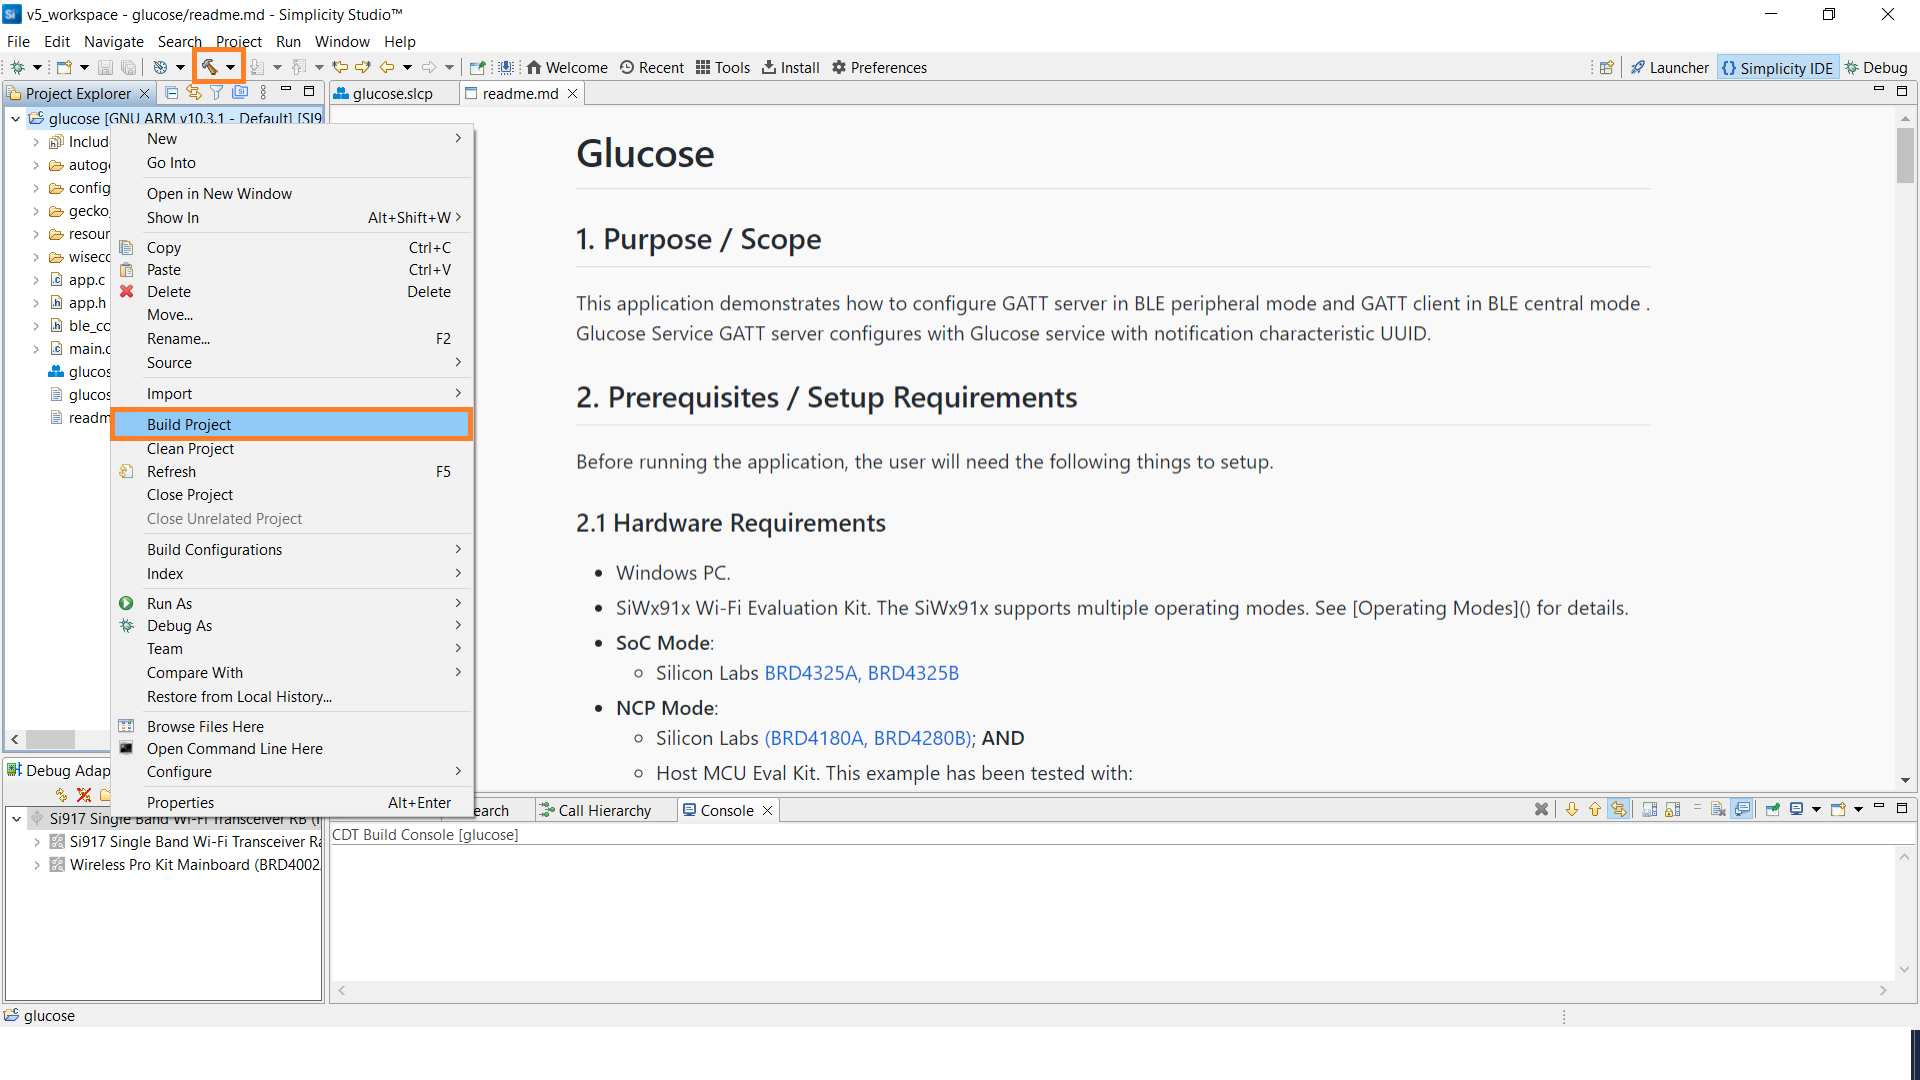 v5_workspace - glucose/readme.md - Simplicity Studio™
File Edit Navigate Search Project Run Window Help
Welcome Recent Tools Install Preferences
Launcher {} Simplicity IDE Debug
Project Explorer
glucose.slcp
readme.md
glucose [GNU ARM v10.3.1 - Default] [SI9
Includ
autog
config
gecko
resour
wisecc
app.c
app.h
ble_co
main.c
glucos
glucos
readm
New
Go Into
Open in New Window
Show In Alt+Shift+W
Copy Ctrl+C
Paste Ctrl+V
Delete Delete
Move...
Rename... F2
Source
Import
Build Project
Clean Project
Refresh F5
Close Project
Close Unrelated Project
Build Configurations
Index
Run As
Debug As
Team
Compare With
Restore from Local History...
Browse Files Here
Open Command Line Here
Configure
Properties Alt+Enter
Glucose
1. Purpose / Scope
This application demonstrates how to configure GATT server in BLE peripheral mode and GATT client in BLE central mode .
Glucose Service GATT server configures with Glucose service with notification characteristic UUID.
2. Prerequisites / Setup Requirements
Before running the application, the user will need the following things to setup.
2.1 Hardware Requirements
• Windows PC.
• SiWx91x Wi-Fi Evaluation Kit. The SiWx91x supports multiple operating modes. See [Operating Modes]() for details.
• SoC Mode:
◦ Silicon Labs BRD4325A, BRD4325B
• NCP Mode:
◦ Silicon Labs (BRD4180A, BRD4280B); AND
◦ Host MCU Eval Kit. This example has been tested with:
Debug Adap
Si917 Single Band Wi-Fi Transceiver RB (
Si917 Single Band Wi-Fi Transceiver Ra
Wireless Pro Kit Mainboard (BRD4002
earch
Call Hierarchy
Console
CDT Build Console [glucose]
glucose